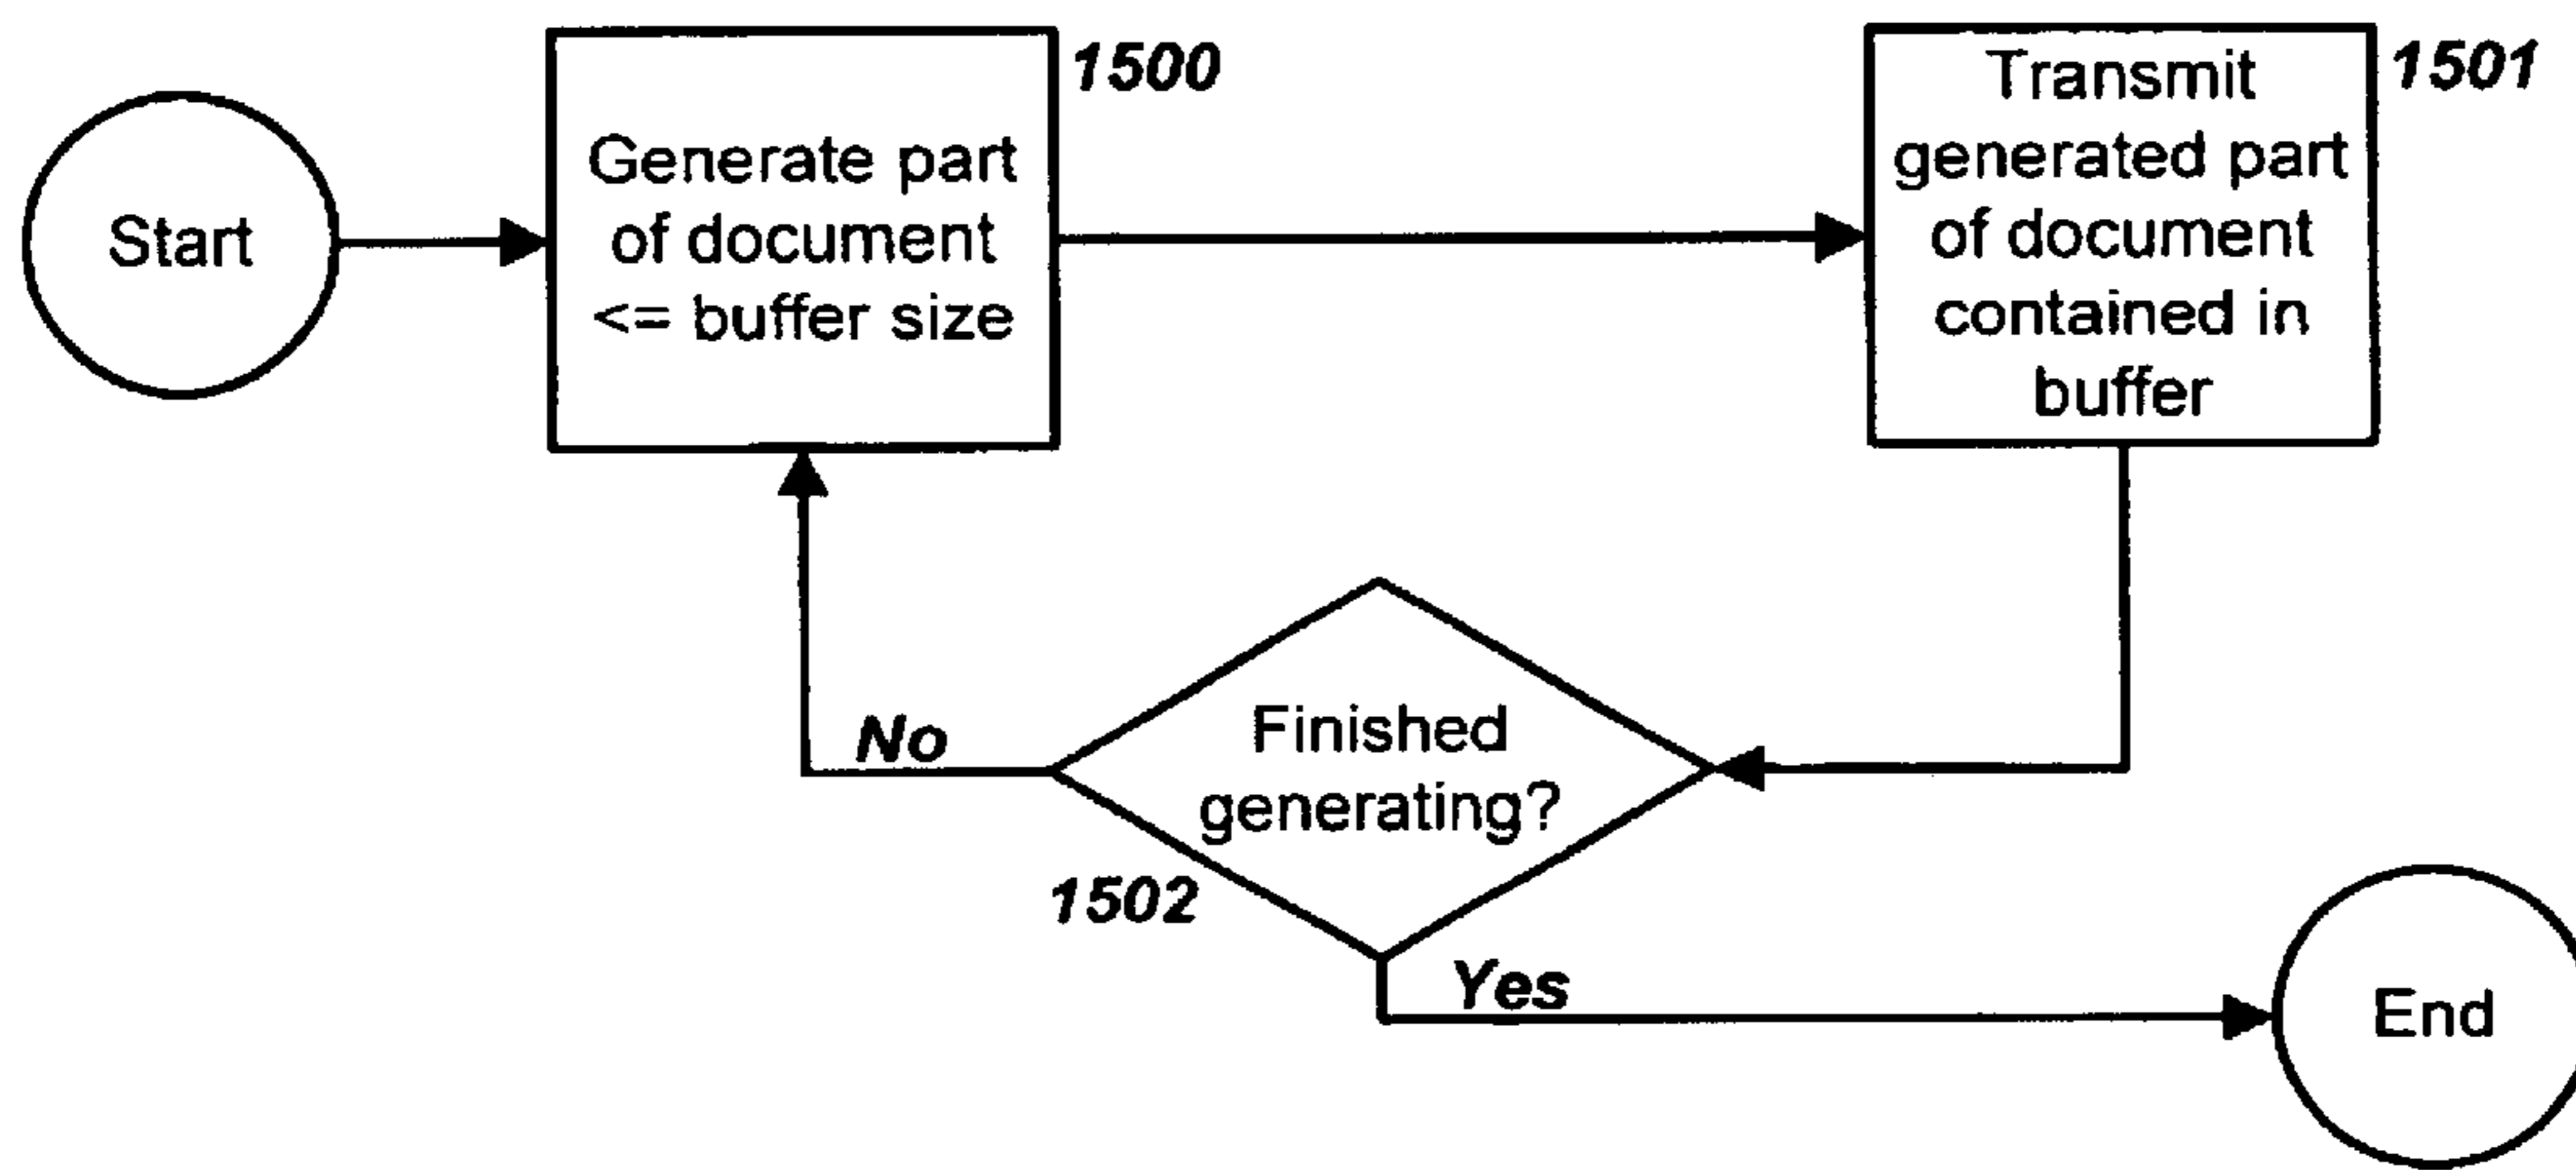 Start
Generate part
of document
<= buffer size
1500
Transmit
generated part
of document
contained in
buffer
1501
No
Finished
generating?
1502
Yes
End